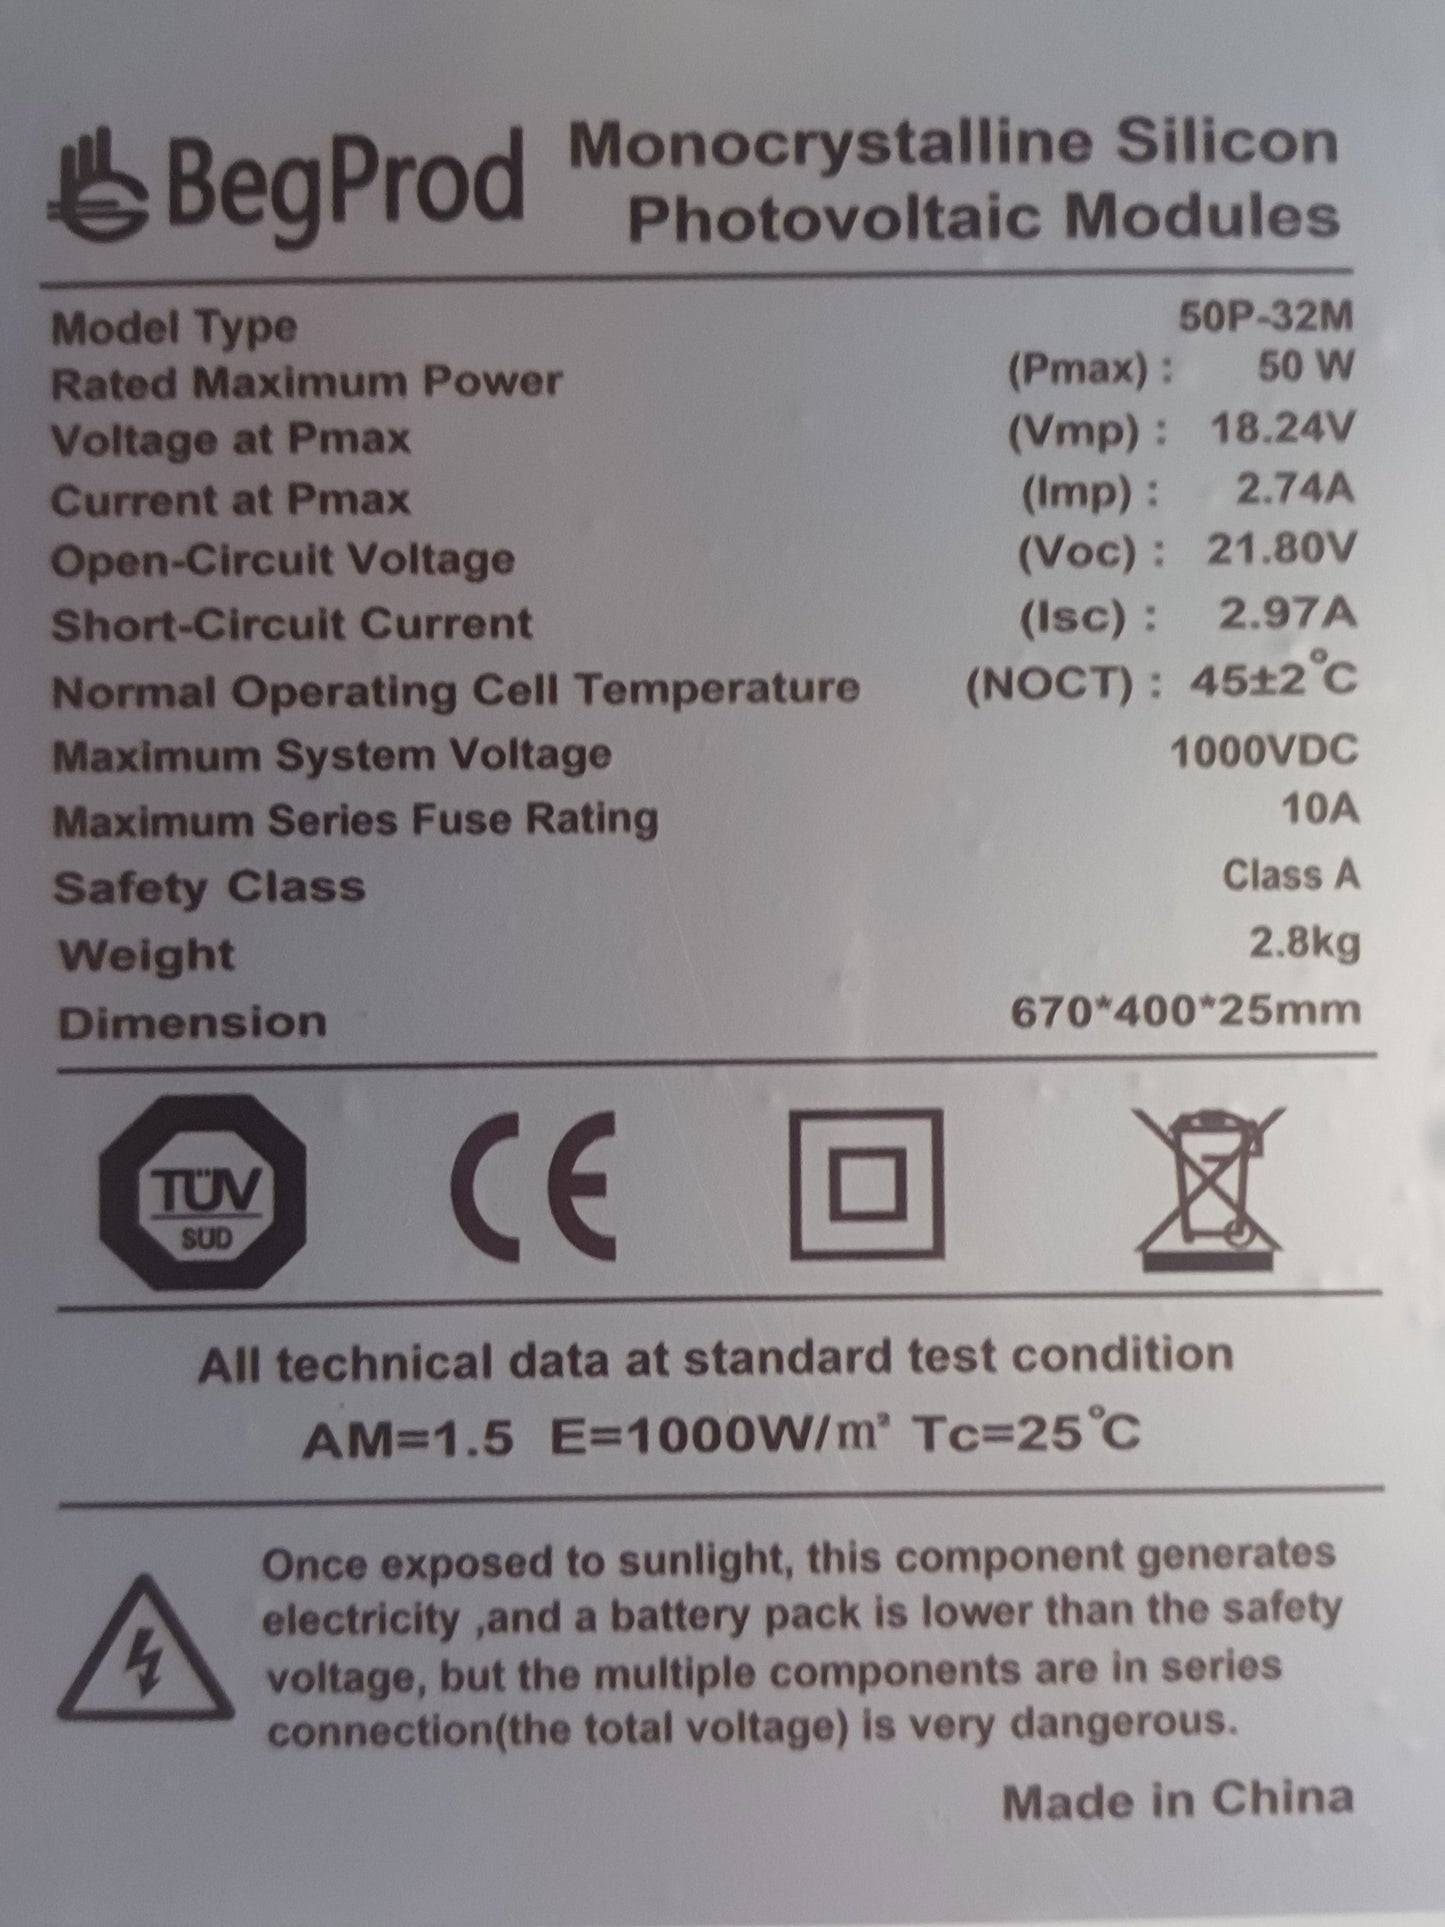 BegProd
Monocrystalline Silicon
Photovoltaic Modules
Model Type 50P-32M
Rated Maximum Power (Pmax) : 50 W
Voltage at Pmax (Vmp) : 18.24V
Current at Pmax (Imp) : 2.74A
Open-Circuit Voltage (Voc) : 21.80V
Short-Circuit Current (Isc) : 2.97A
Normal Operating Cell Temperature (NOCT) : 45±2°C
Maximum System Voltage 1000VDC
Maximum Series Fuse Rating 10A
Safety Class Class A
Weight 2.8kg
Dimension 670*400*25mm
TÜV
SÜD
CE
All technical data at standard test condition
AM=1.5 E=1000W/m² Tc=25°C
Once exposed to sunlight, this component generates
electricity ,and a battery pack is lower than the safety
voltage, but the multiple components are in series
connection(the total voltage) is very dangerous.
Made in China